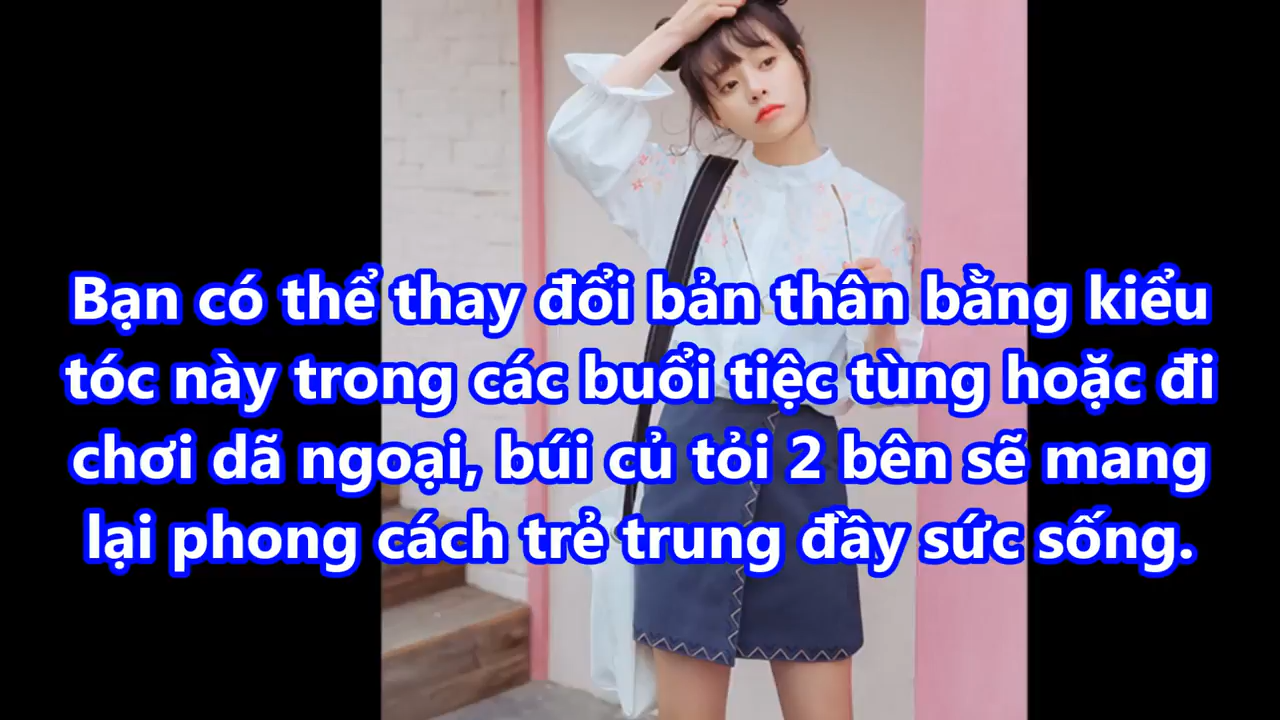 Bạn có thể thay đổi bản thân bằng kiểu
tóc này trong các buổi tiệc tùng hoặc đi
chơi dã ngoại, búi củ tỏi 2 bên sẽ mang
lại phong cách trẻ trung đầy sức sống.